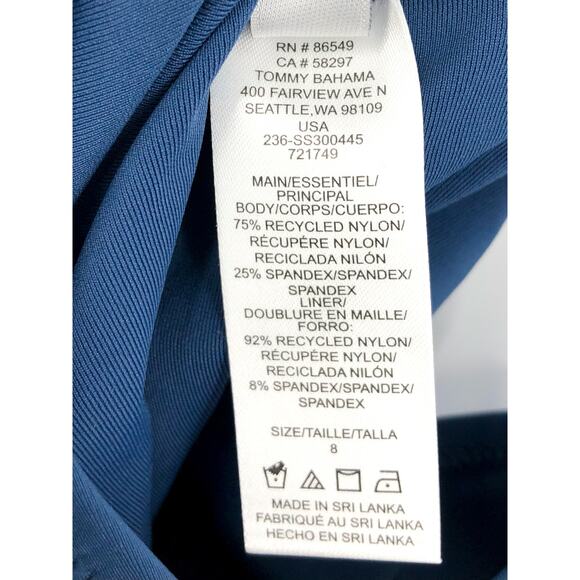 RN # 86549
CA # 58297
TOMMY BAHAMA
400 FAIRVIEW AVE N
SEATTLE,WA 98109
USA
236-SS300445
721749
MAIN/ESSENTIEL/
PRINCIPAL
BODY/CORPS/CUERPO:
75% RECYCLED NYLON/
RÉCUPÉRE NYLON/
RECICLADA NILÓN
25% SPANDEX/SPANDEX/
SPANDEX
LINER/
DOUBLURE EN MAILLE/
FORRO:
92% RECYCLED NYLON/
RÉCUPÉRE NYLON/
RECICLADA NILÓN
8% SPANDEX/SPANDEX/
SPANDEX
SIZE/TAILLE/TALLA
8
MADE IN SRI LANKA
FABRIQUÉ AU SRI LANKA
HECHO EN SRI LANKA